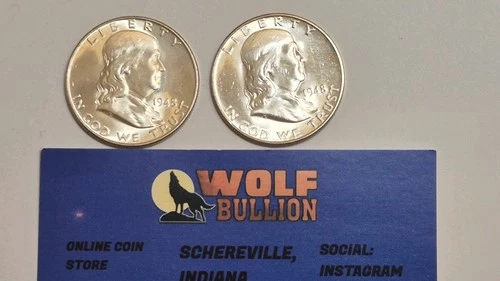 LIBERTY
1948
IN GOD WE TRUST
LIBERTY
1948
IN GOD WE TRUST
WOLF
BULLION
ONLINE COIN
STORE
SCHEREVILLE,
INDIANA
SOCIAL:
INSTAGRAM